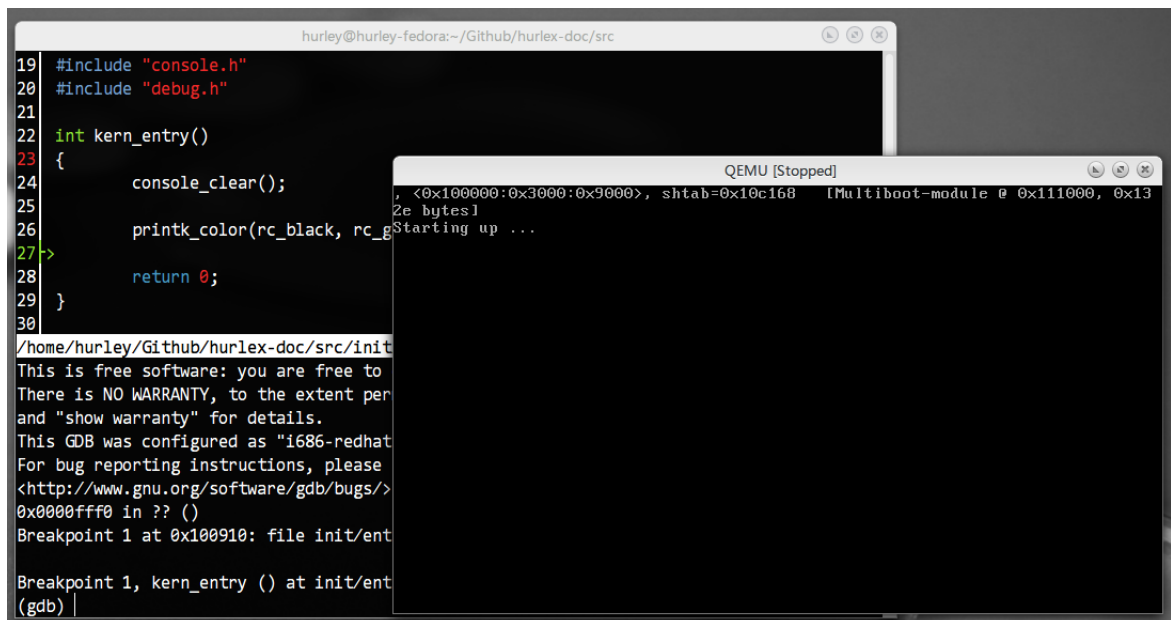 hurley@hurley-fedora:~/Github/hurlex-doc/src
19 #include "console.h"
20 #include "debug.h"
21
22 int kern_entry()
23 {
24 console_clear();
25
26 printk_color(rc_black, rc_g
27->
28 return 0;
29 }
30
/home/hurley/Github/hurlex-doc/src/init
This is free software: you are free to
There is NO WARRANTY, to the extent per
and "show warranty" for details.
This GDB was configured as "i686-redhat
For bug reporting instructions, please
<http://www.gnu.org/software/gdb/bugs/>
0x0000fff0 in ?? ()
Breakpoint 1 at 0x100910: file init/ent
Breakpoint 1, kern_entry () at init/ent
(gdb)
QEMU [Stopped]
, <0x100000:0x3000:0x9000>, shtab=0x10c168 [Multiboot-module @ 0x111000, 0x13
2e bytes]
Starting up ...